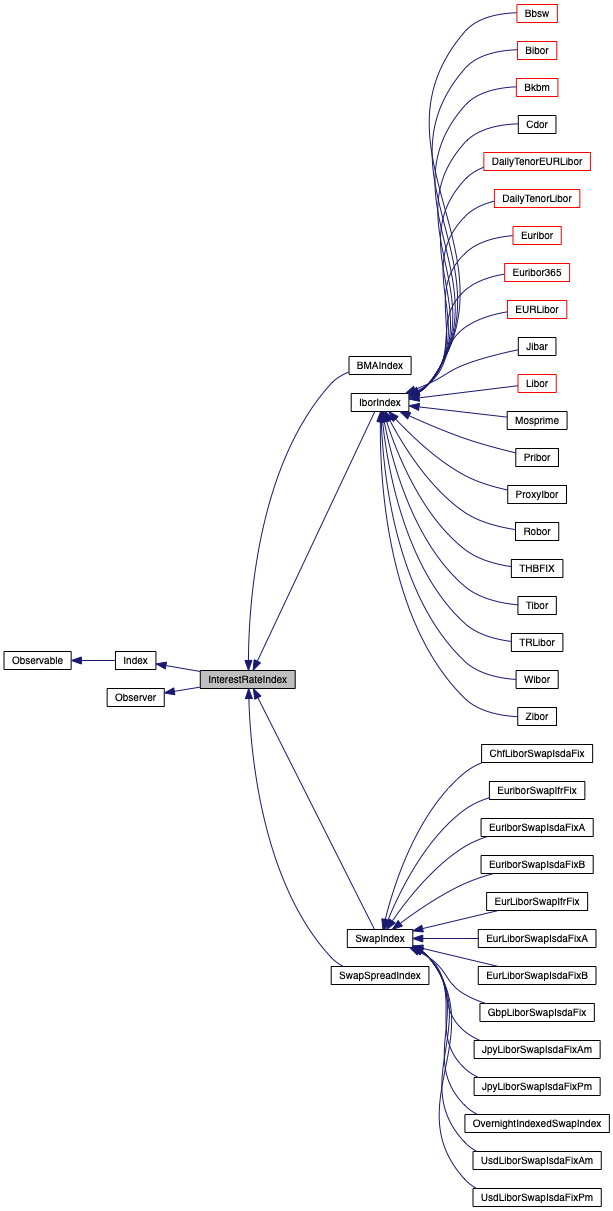 Bbsw
Bibor
Bkbm
Cdor
DailyTenorEURLibor
DailyTenorLibor
Euribor
Euribor365
EURLibor
Jibar
BMAIndex
Libor
IborIndex
Mosprime
Pribor
ProxyIbor
Robor
THBFIX
Tibor
TRLibor
Observable
Index
InterestRateIndex
Wibor
Observer
Zibor
ChfLiborSwapIsdaFix
EuriborSwapIfrFix
EuriborSwapIsdaFixA
EuriborSwapIsdaFixB
EurLiborSwapIfrFix
SwapIndex
EurLiborSwapIsdaFixA
SwapSpreadIndex
EurLiborSwapIsdaFixB
GbpLiborSwapIsdaFix
JpyLiborSwapIsdaFixAm
JpyLiborSwapIsdaFixPm
OvernightIndexedSwapIndex
UsdLiborSwapIsdaFixAm
UsdLiborSwapIsdaFixPm